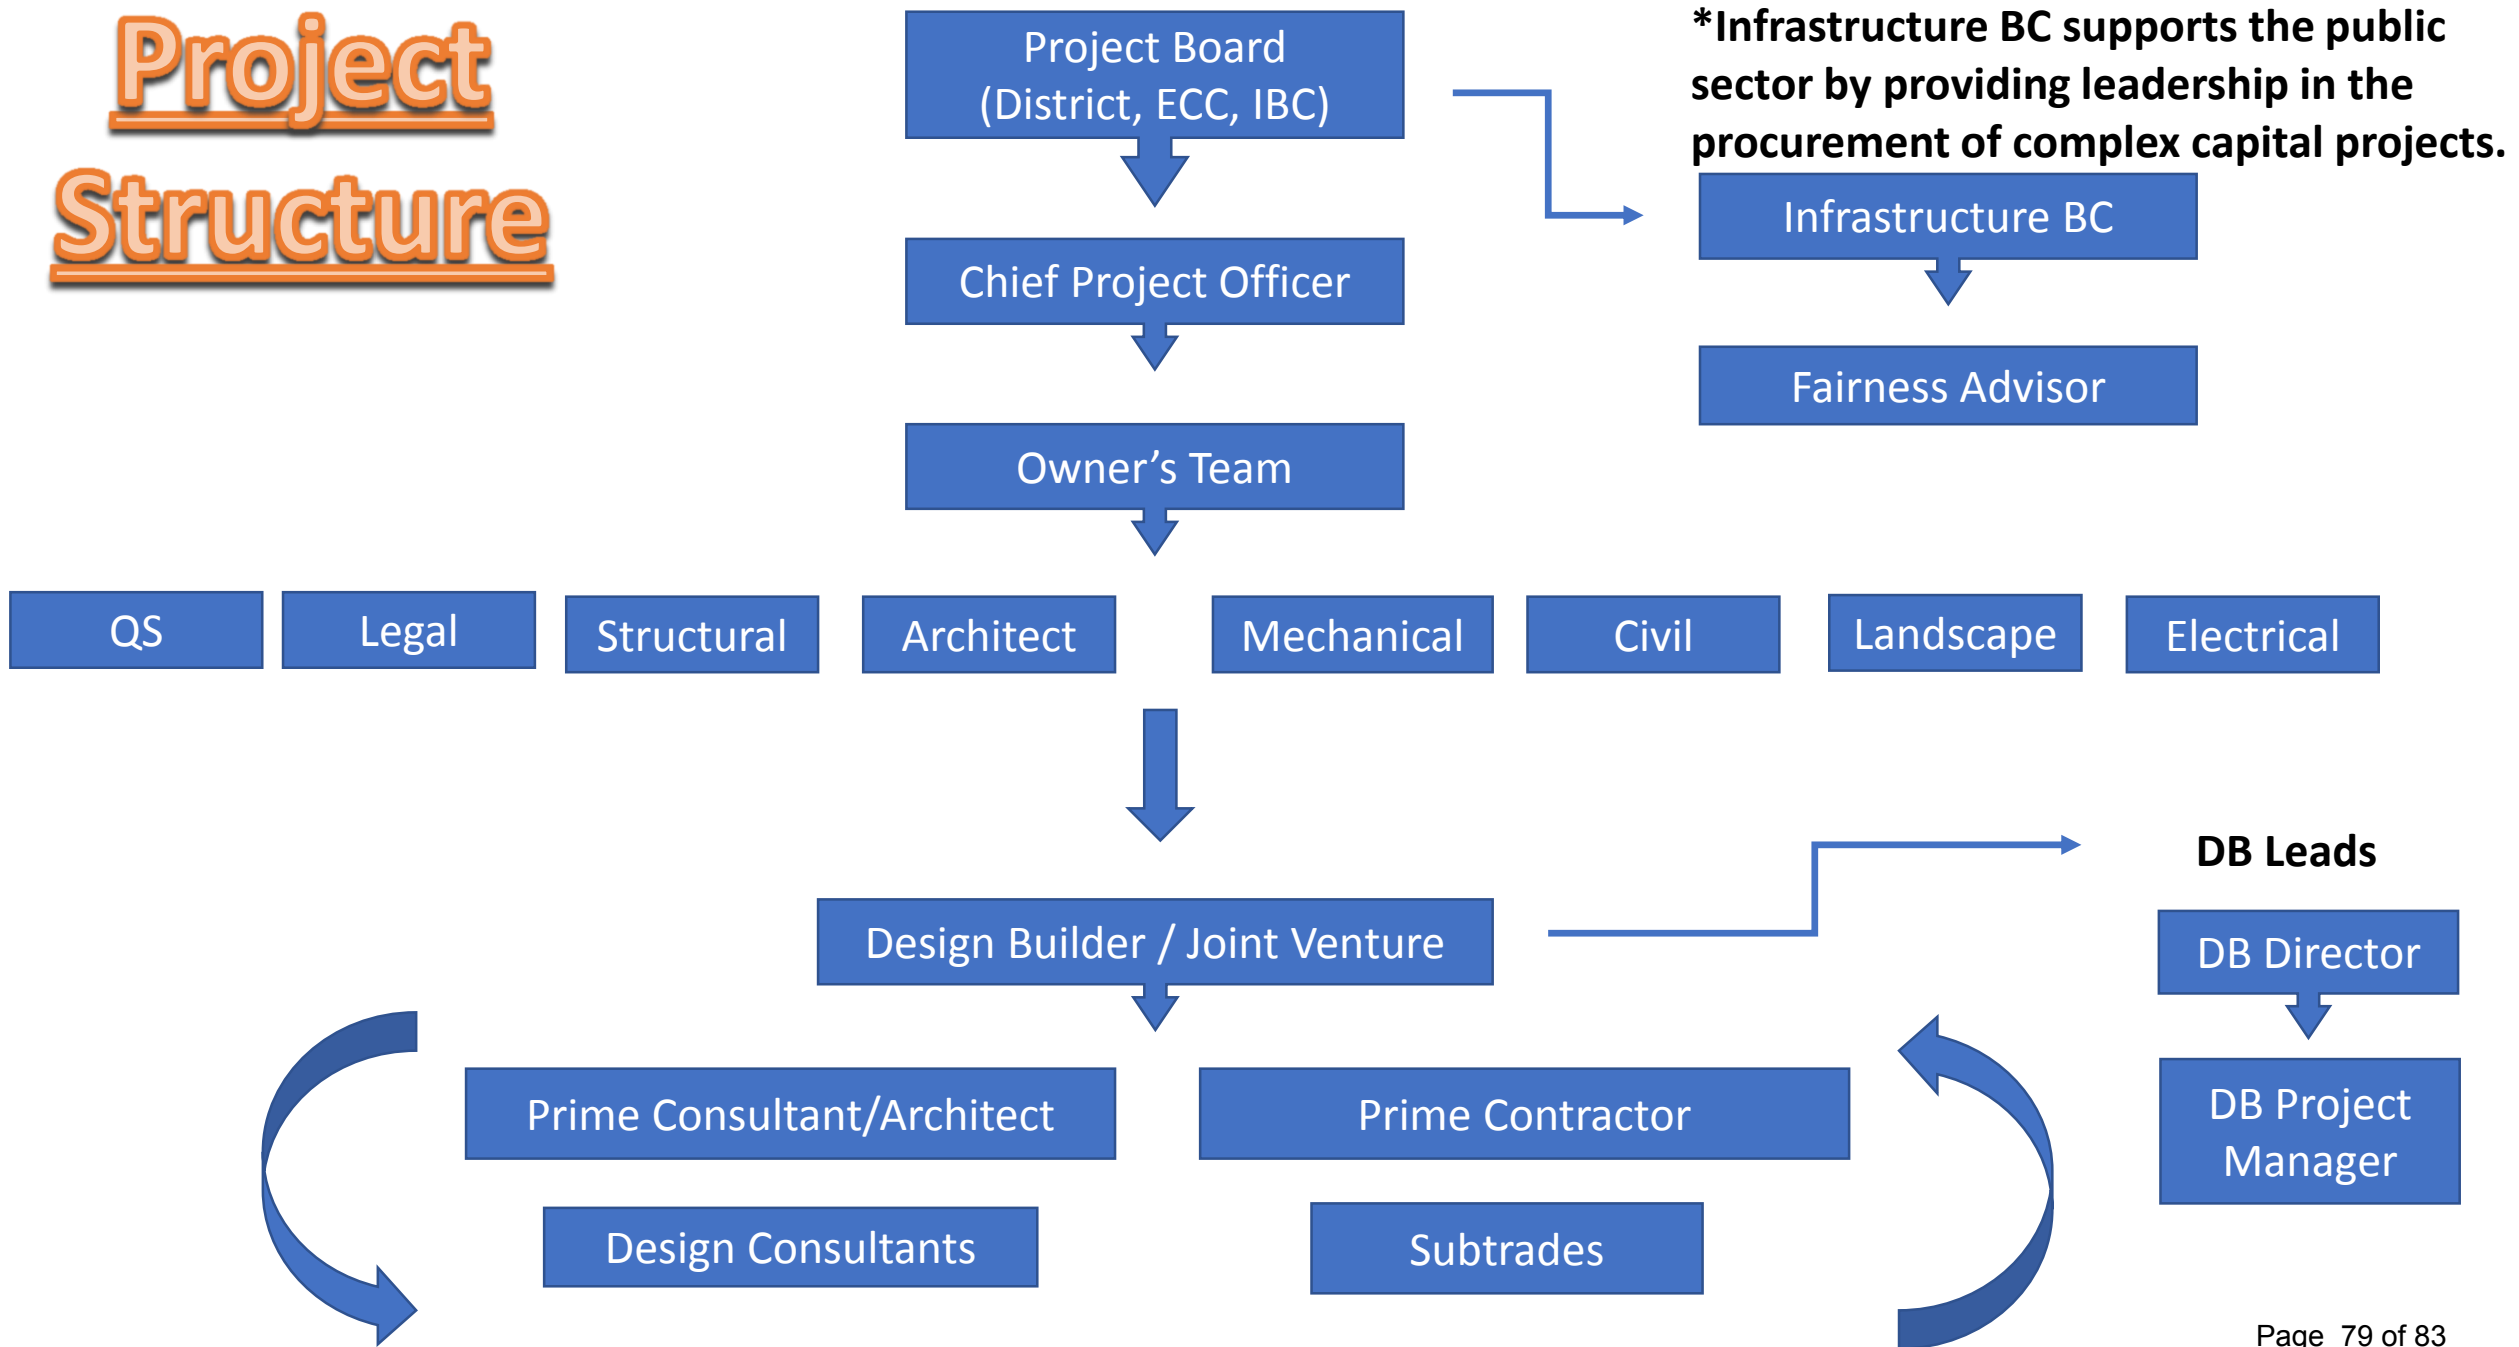 Project
Structure
Project Board
(District, ECC, IBC)
*Infrastructure BC supports the public
sector by providing leadership in the
procurement of complex capital projects.
Infrastructure BC
Chief Project Officer
Fairness Advisor
Owner’s Team
QS
Legal
Structural
Architect
Mechanical
Civil
Landscape
Electrical
DB Leads
Design Builder / Joint Venture
DB Director
Prime Consultant/Architect
Prime Contractor
DB Project
Manager
Design Consultants
Subtrades
Page 79 of 83